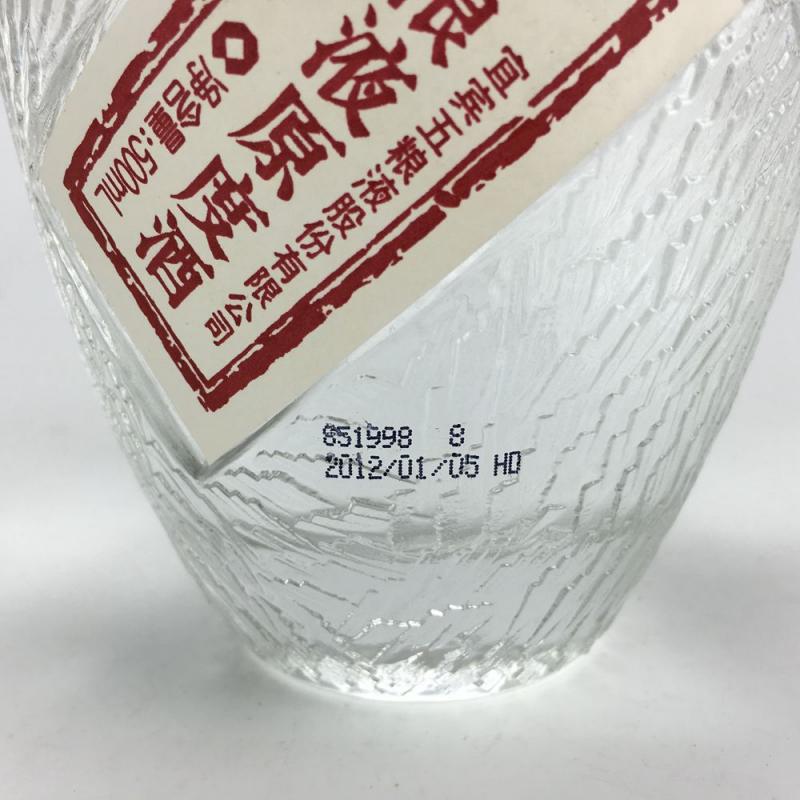 粮液原度酒
净含量:500mL
宜宾五粮液股份有限公司
851998 8
2012/01/05 HD